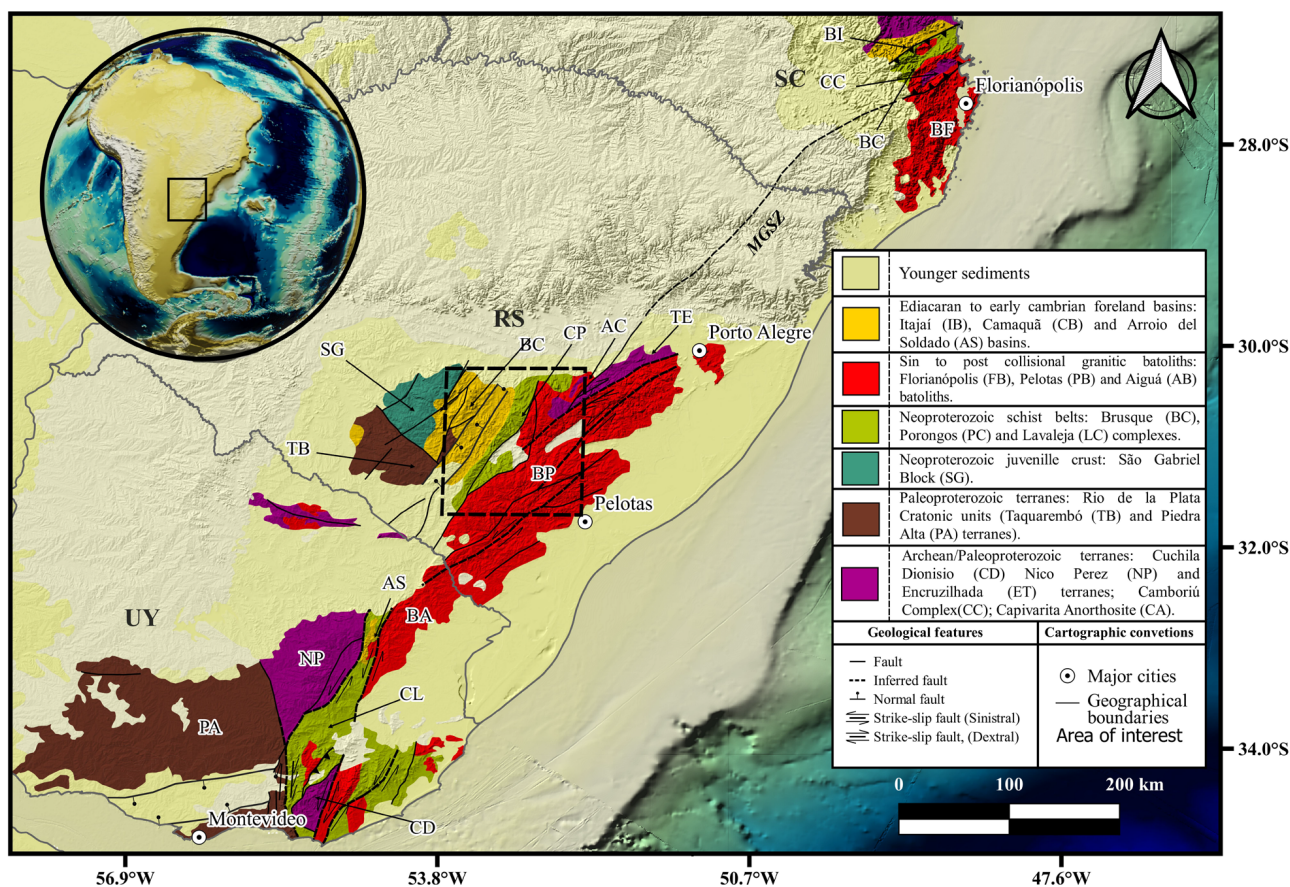 BI
SC
CC
Florianópolis
BC
BF
28.0°S
MGSZ
Younger sediments
Ediacaran to early cambrian foreland basins:
Itajaí (IB), Camaquã (CB) and Arroio del
Soldado (AS) basins.
Sin to post collisional granitic batoliths:
Florianópolis (FB), Pelotas (PB) and Aiguá (AB)
batoliths.
Neoproterozoic schist belts: Brusque (BC),
Porongos (PC) and Lavaleja (LC) complexes.
Neoproterozoic juvenille crust: São Gabriel
Block (SG).
Paleoproterozoic terranes: Rio de la Plata
Cratonic units (Taquarembó (TB) and Piedra
Alta (PA) terranes).
Archean/Paleoproterozoic terranes: Cuchila
Dionisio (CD) Nico Perez (NP) and
Encruzilhada (ET) terranes; Camboriú
Complex(CC); Capivarita Anorthosite (CA).
Geological features
Fault
Inferred fault
Normal fault
Strike-slip fault (Sinistral)
Strike-slip fault, (Dextral)
Cartographic convetions
Major cities
Geographical
boundaries
Area of interest
RS
SG
BC
CP
AC
TE
Porto Alegre
30.0°S
TB
BP
Pelotas
32.0°S
AS
UY
BA
NP
CL
PA
34.0°S
Montevideo
CD
0 100 200 km
56.9°W 53.8°W 50.7°W 47.6°W